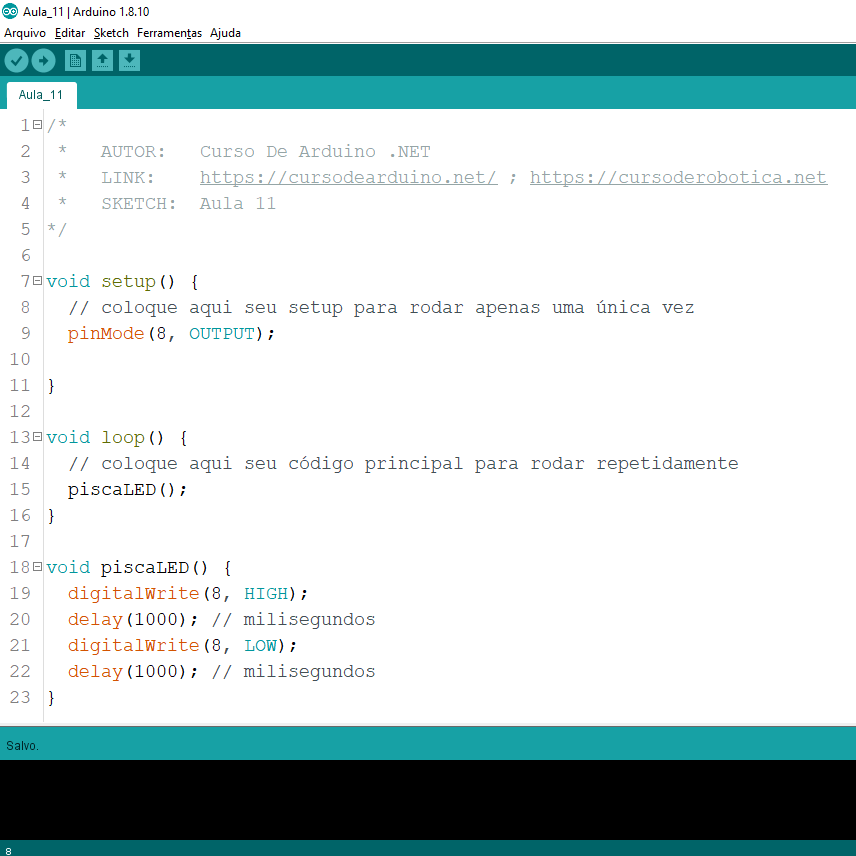 Aula_11 | Arduino 1.8.10
Arquivo Editar Sketch Ferramentas Ajuda
Aula_11
1 /*
2 * AUTOR: Curso De Arduino .NET
3 * LINK: https://cursodearduino.net/ ; https://cursoderobotica.net
4 * SKETCH: Aula 11
5 */
6
7 void setup() {
8 // coloque aqui seu setup para rodar apenas uma única vez
9 pinMode(8, OUTPUT);
10
11 }
12
13 void loop() {
14 // coloque aqui seu código principal para rodar repetidamente
15 piscaLED();
16 }
17
18 void piscaLED() {
19 digitalWrite(8, HIGH);
20 delay(1000); // milisegundos
21 digitalWrite(8, LOW);
22 delay(1000); // milisegundos
23 }
Salvo.
8